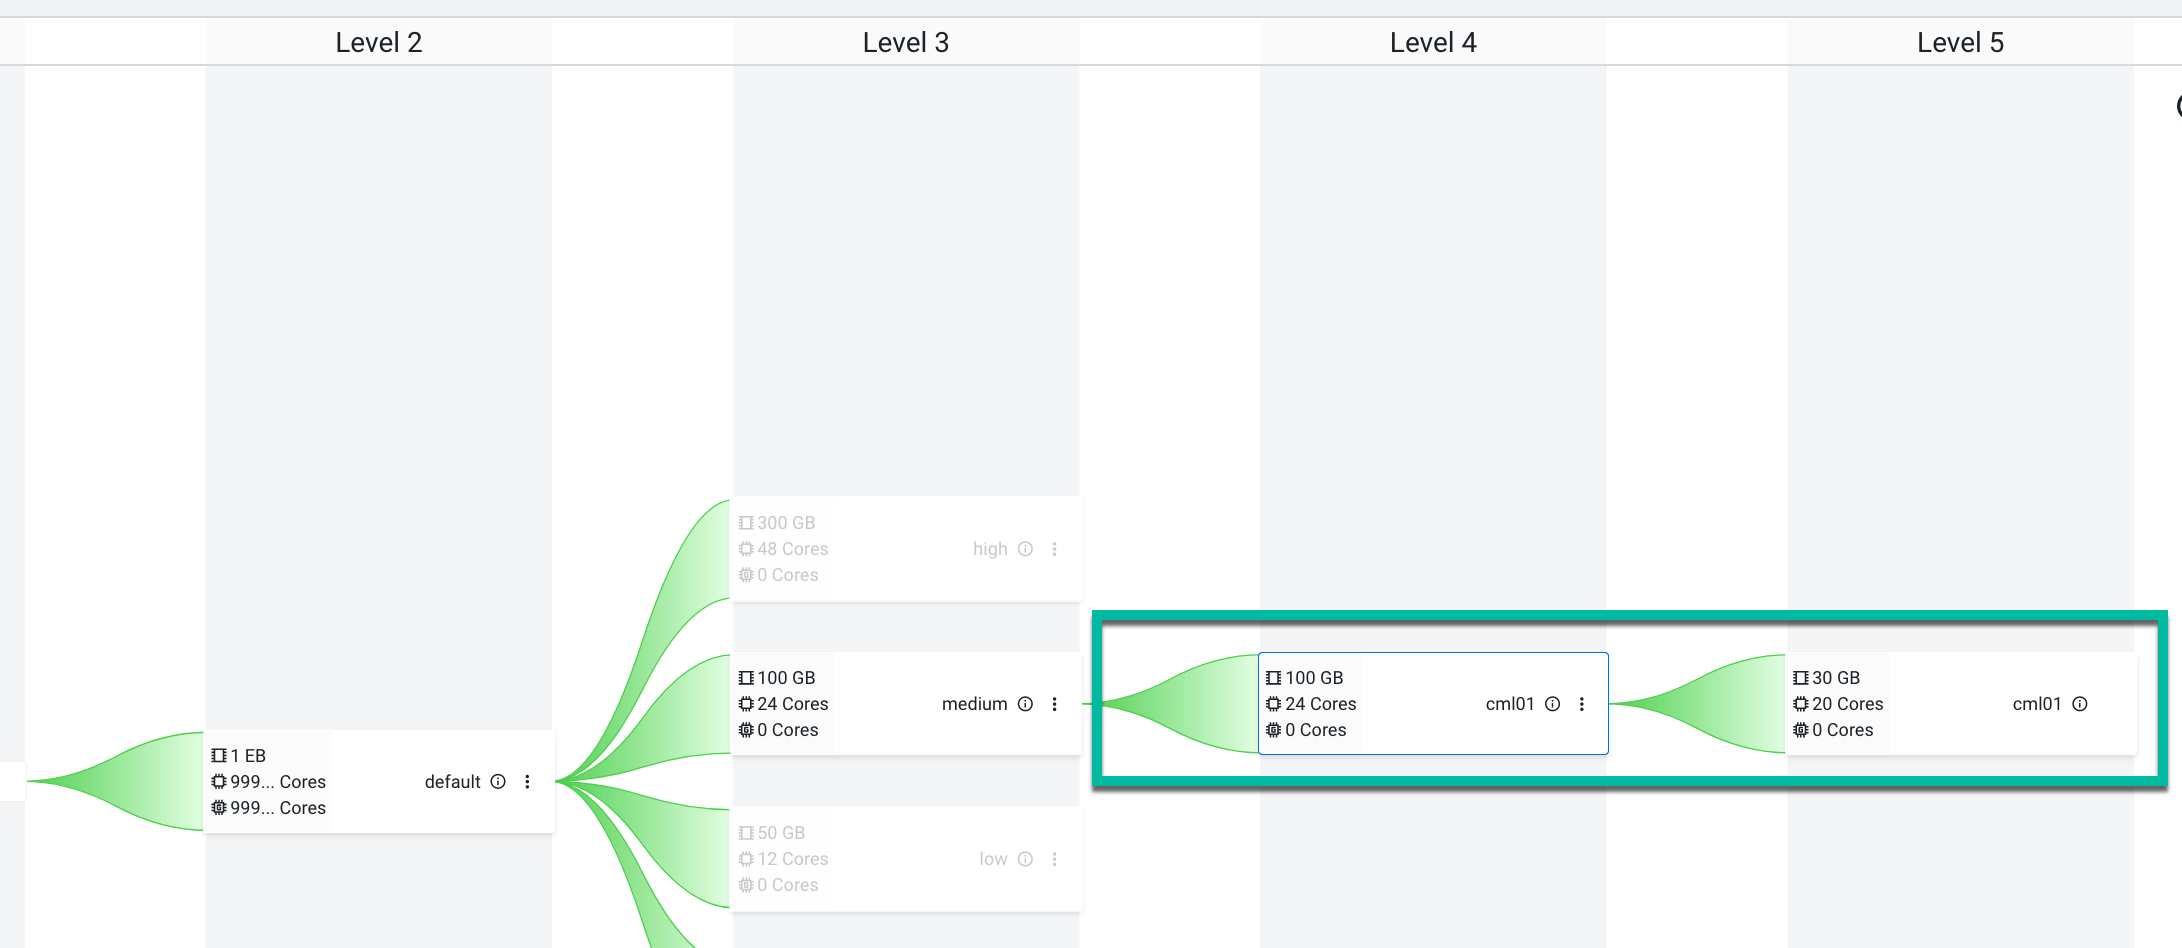 Level 2
Level 3
Level 4
Level 5
1 EB
999... Cores
999... Cores
default
300 GB
48 Cores
0 Cores
high
100 GB
24 Cores
0 Cores
medium
50 GB
12 Cores
0 Cores
low
100 GB
24 Cores
0 Cores
cml01
30 GB
20 Cores
0 Cores
cml01